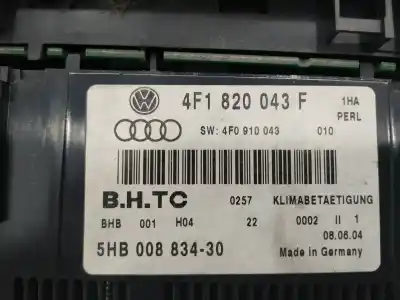 4F1 820 043 F 1HA
PERL
SW: 4F0 910 043 010
B.H.TC 0257 KLIMABETAETIGUNG
BHB 001 H04 22 0002 II 1
08.06.04
5HB 008 834-30 Made in Germany